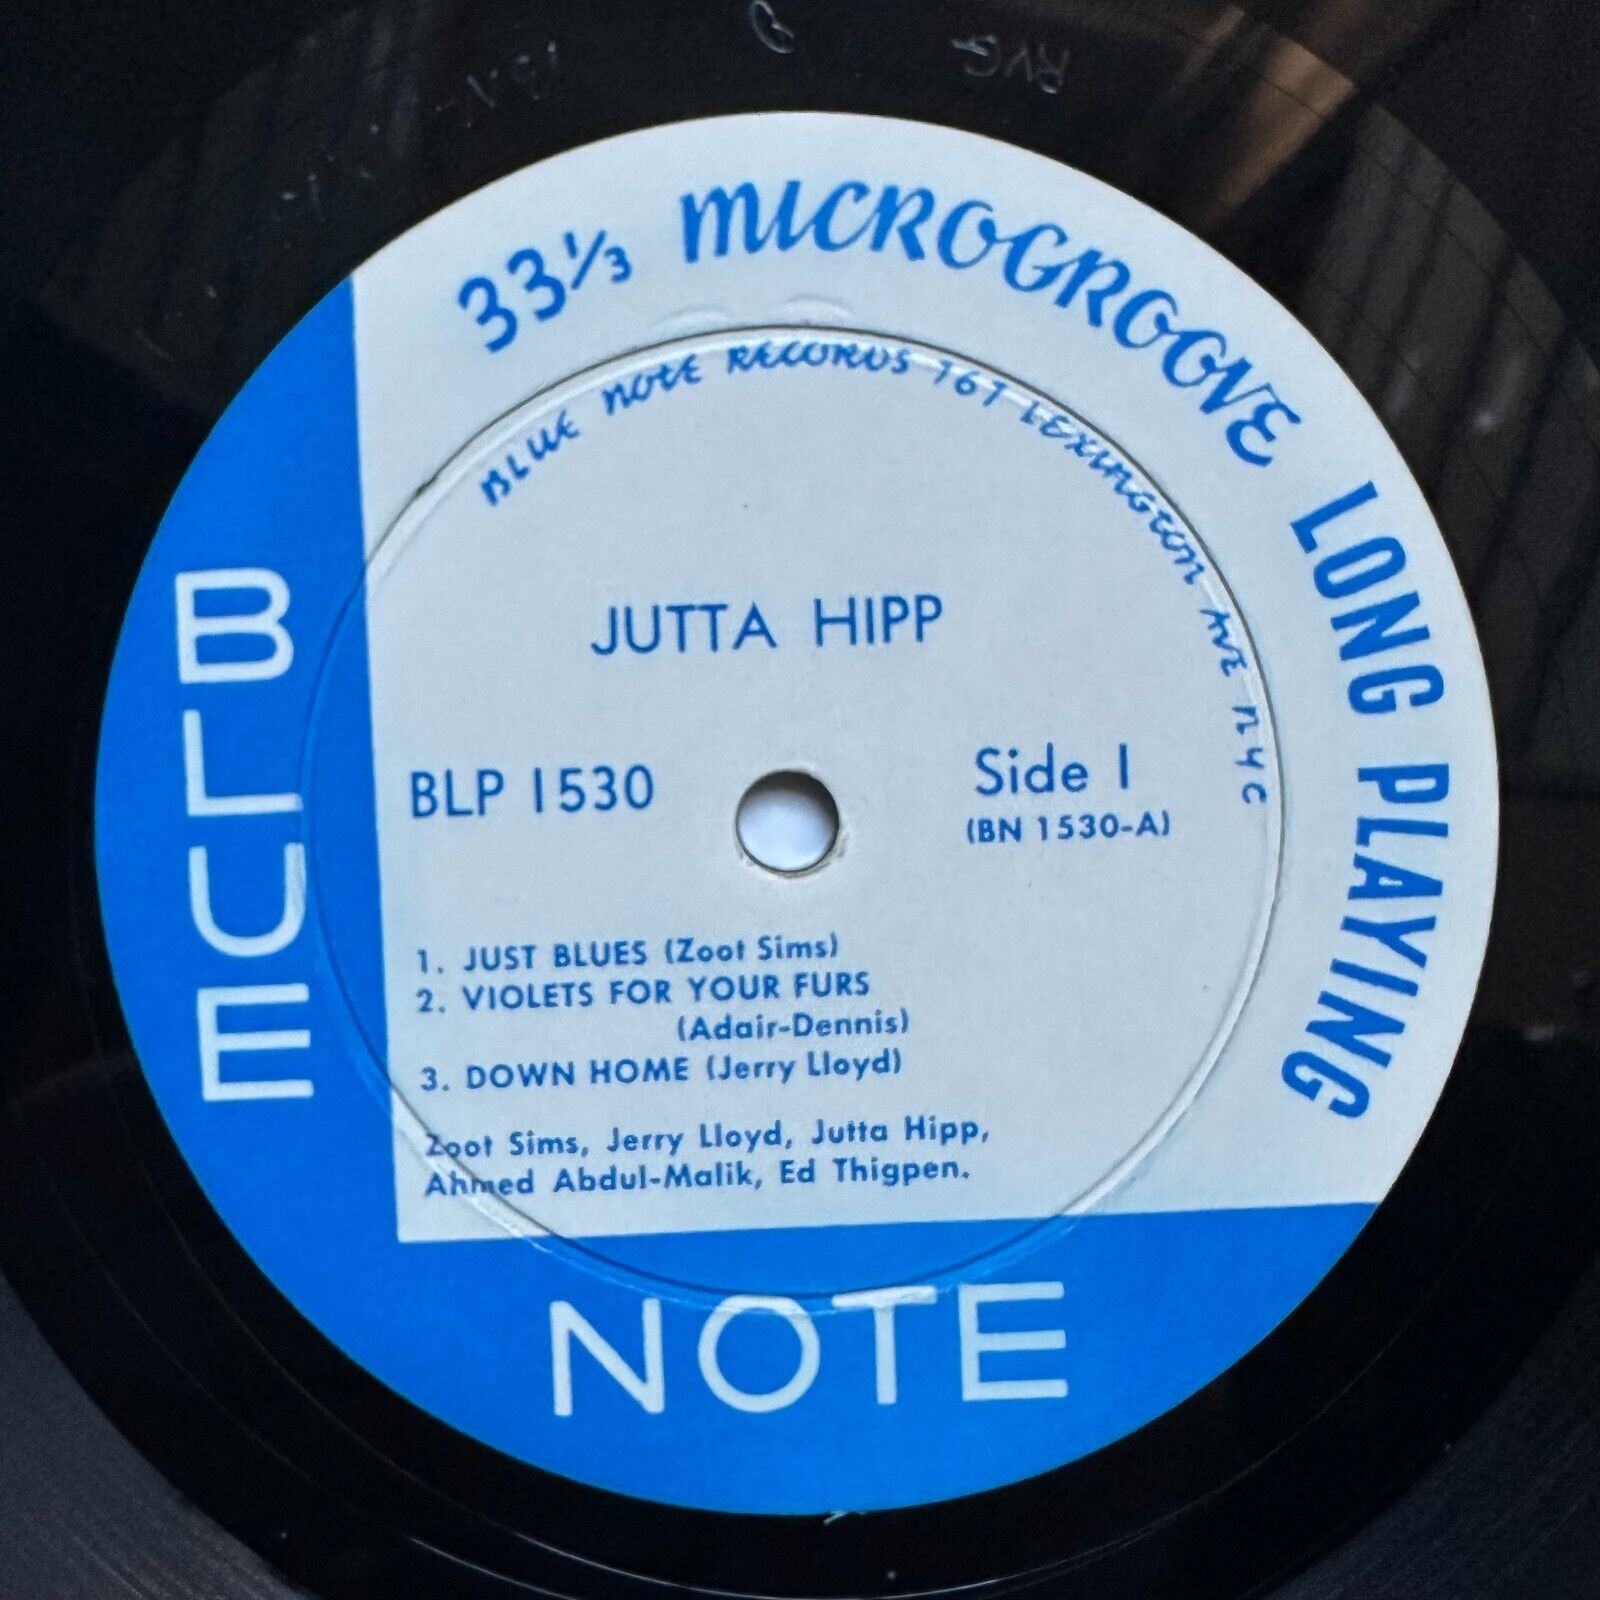 33⅓ MICROGROOVE LONG PLAYING
BLUE NOTE RECORDS 767 LEXINGTON AVE NYC
JUTTA HIPP
BLP 1530
Side 1
(BN 1530-A)
1. JUST BLUES (Zoot Sims)
2. VIOLETS FOR YOUR FURS
(Adair-Dennis)
3. DOWN HOME (Jerry Lloyd)
Zoot Sims, Jerry Lloyd, Jutta Hipp,
Ahmed Abdul-Malik, Ed Thigpen.
BLUE
NOTE
RVG